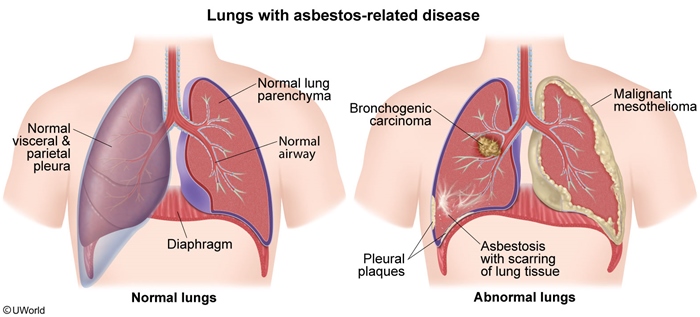 Lungs with asbestos-related disease
Normal
visceral &
parietal
pleura
Normal lung
parenchyma
Normal
airway
Diaphragm
Normal lungs
Bronchogenic
carcinoma
Malignant
mesothelioma
Pleural
plaques
Asbestosis
with scarring
of lung tissue
Abnormal lungs
©UWorld